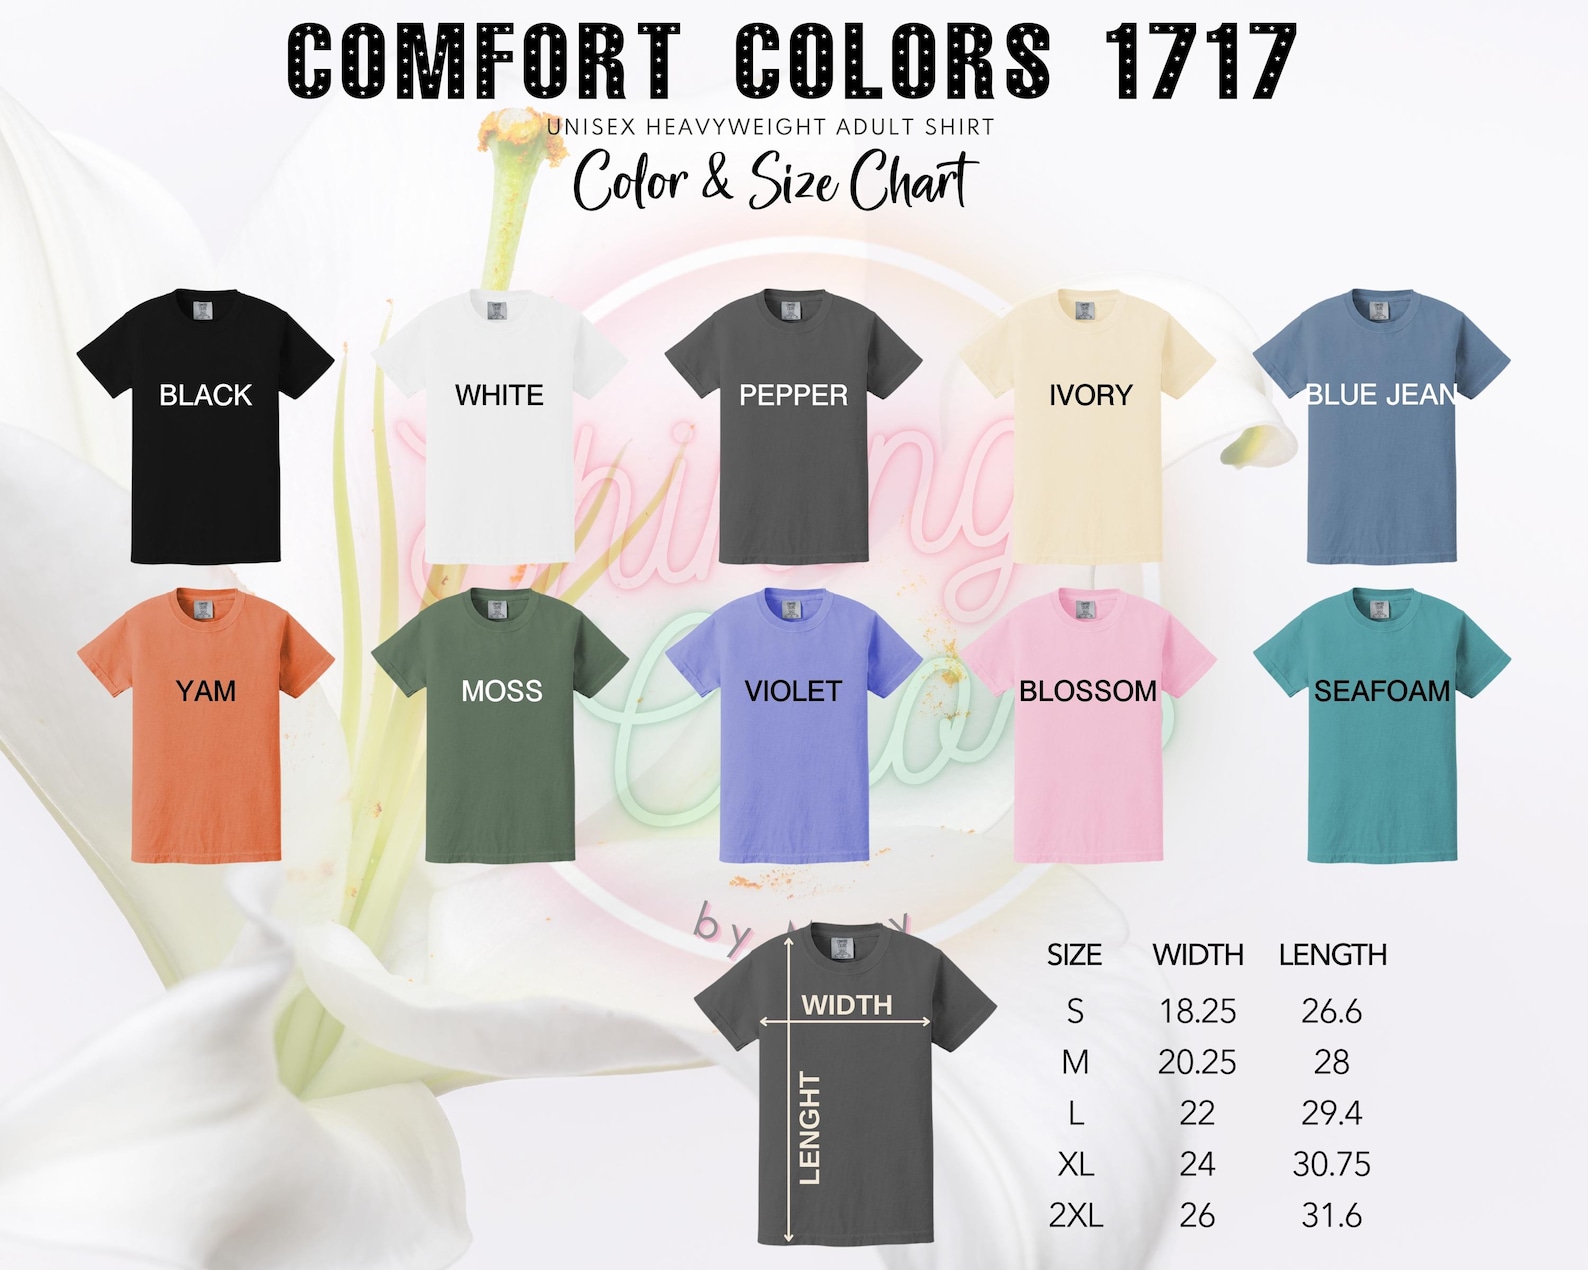 COMFORT COLORS 1717
UNISEX HEAVYWEIGHT ADULT SHIRT
Color & Size Chart
BLACK
WHITE
PEPPER
IVORY
BLUE JEAN
YAM
MOSS
VIOLET
BLOSSOM
SEAFOAM
Shining
by
WIDTH
LENGHT
SIZE WIDTH LENGTH
S 18.25 26.6
M 20.25 28
L 22 29.4
XL 24 30.75
2XL 26 31.6